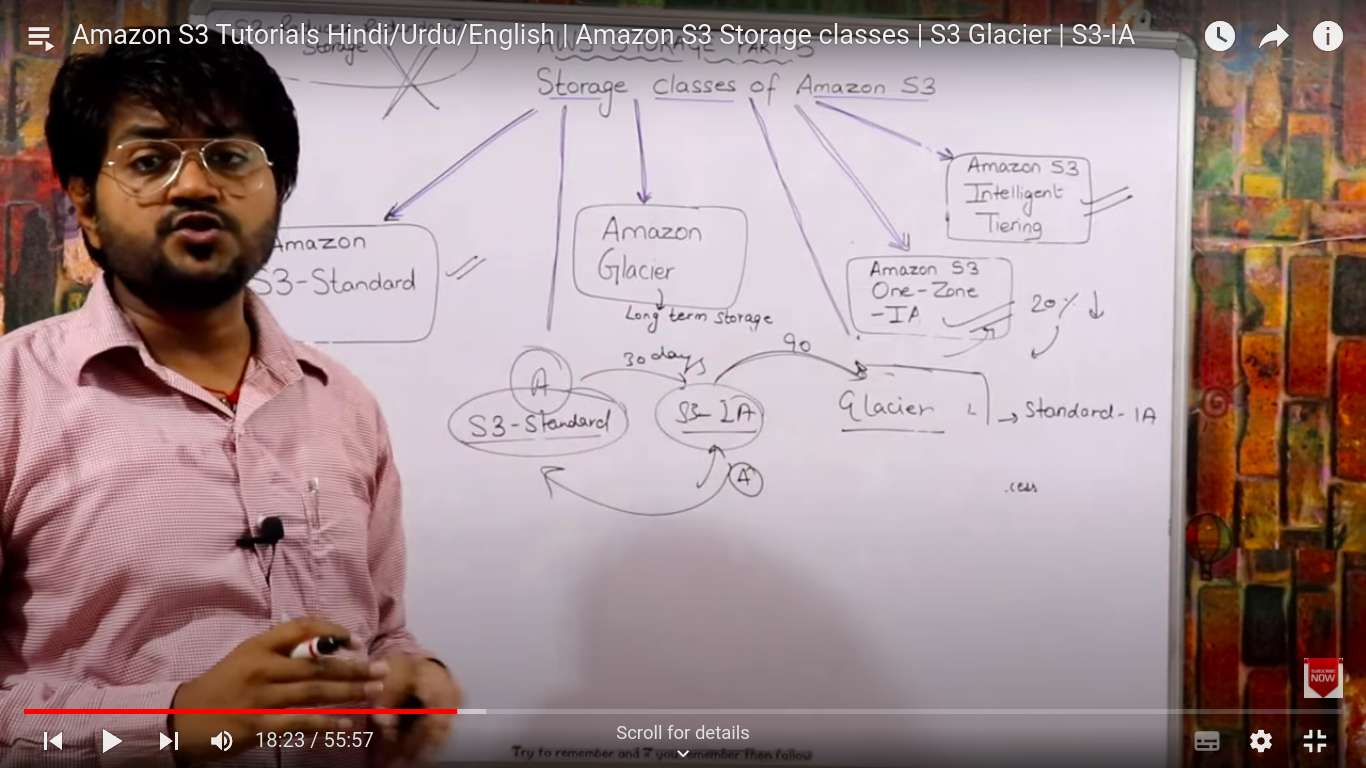 Amazon S3 Tutorials Hindi/Urdu/English | Amazon S3 Storage classes | S3 Glacier | S3-IA
Storage
Storage classes of Amazon S3
Amazon
S3-Standard
Amazon
Glacier
Long term storage
Amazon S3
One-Zone
-IA
20% ↓
Amazon S3
Intelligent
Tiering
A
S3-Standard
30 days
S3-IA
90
Glacier
→ Standard-IA
A
cess
SUBSCRIBE
NOW
18:23 / 55:57
Scroll for details
Try to remember and if you remember then follow